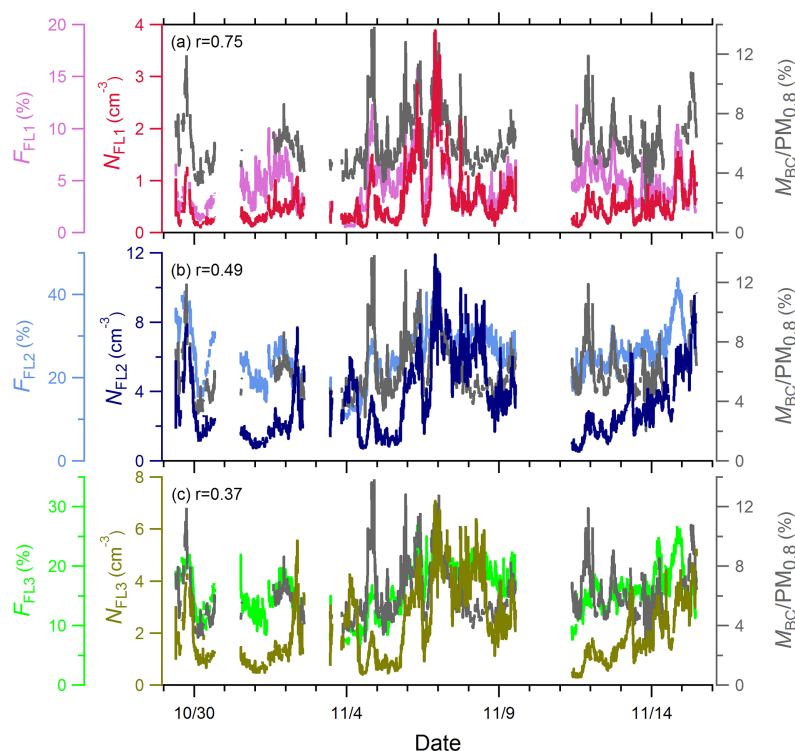 (a) r=0.75
F_FL1 (%)
20
15
10
5
0
N_FL1 (cm^-3)
4
3
2
1
0
M_BC/PM_0.8 (%)
12
8
4
0
(b) r=0.49
F_FL2 (%)
40
20
0
N_FL2 (cm^-3)
12
8
4
0
M_BC/PM_0.8 (%)
12
8
4
0
(c) r=0.37
F_FL3 (%)
30
20
10
0
N_FL3 (cm^-3)
8
6
4
2
0
M_BC/PM_0.8 (%)
12
8
4
0
10/30 11/4 11/9 11/14
Date